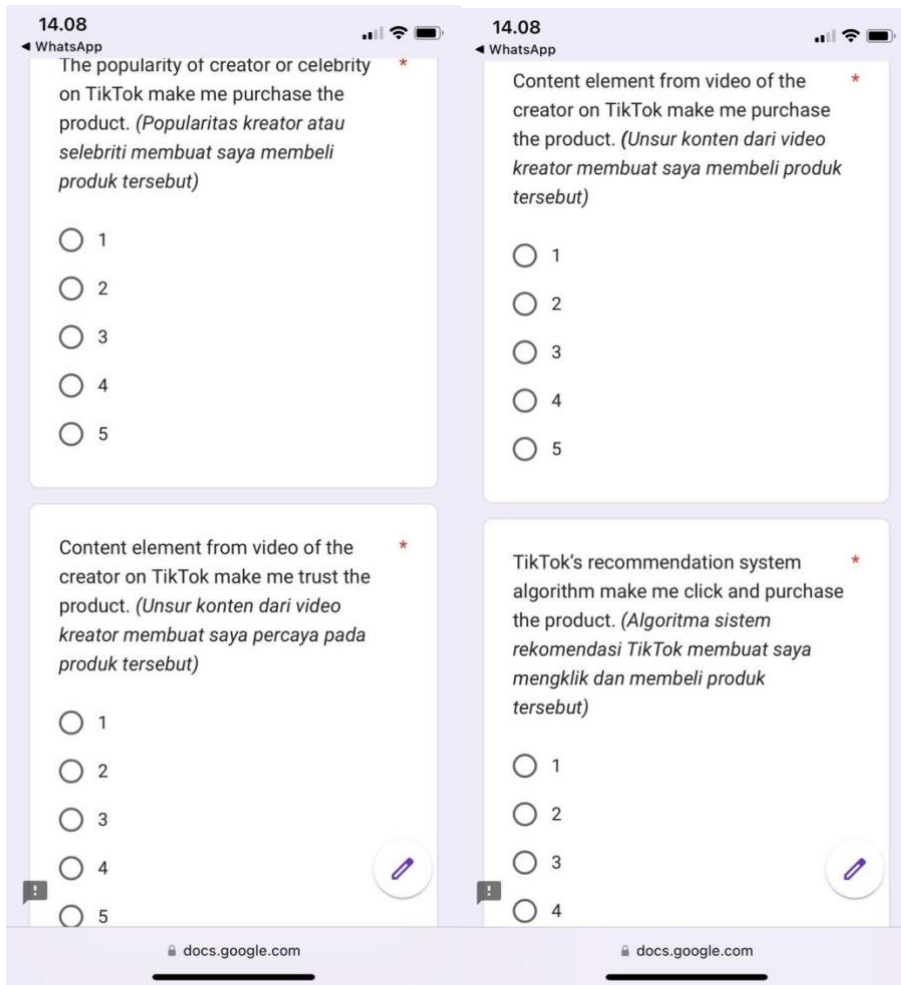 14.08
◀ WhatsApp
The popularity of creator or celebrity *
on TikTok make me purchase the
product. (Popularitas kreator atau
selebriti membuat saya membeli
produk tersebut)
1
2
3
4
5
Content element from video of the *
creator on TikTok make me trust the
product. (Unsur konten dari video
kreator membuat saya percaya pada
produk tersebut)
1
2
3
4
5
docs.google.com
14.08
◀ WhatsApp
Content element from video of the *
creator on TikTok make me purchase
the product. (Unsur konten dari video
kreator membuat saya membeli produk
tersebut)
1
2
3
4
5
TikTok's recommendation system *
algorithm make me click and purchase
the product. (Algoritma sistem
rekomendasi TikTok membuat saya
mengklik dan membeli produk
tersebut)
1
2
3
4
docs.google.com